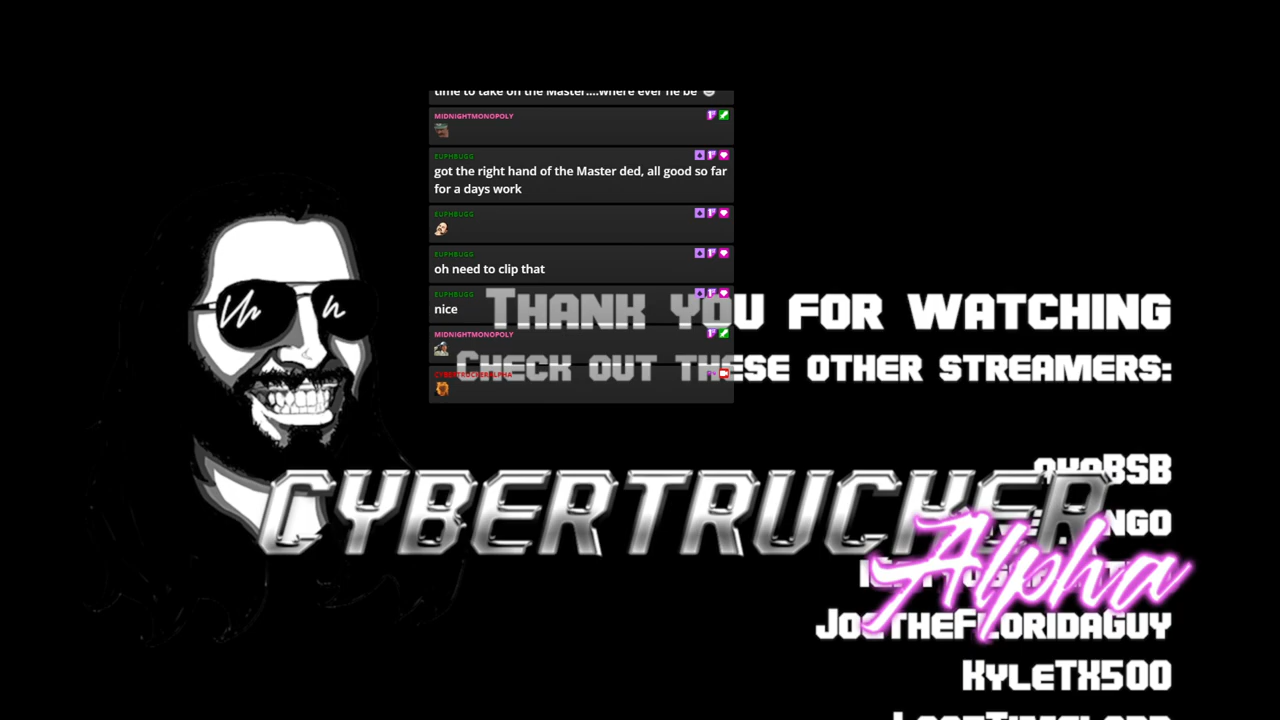 time to take on the Master....where ever he be
MIDNIGHTMONOPOLY
EUPHBUGG
got the right hand of the Master ded, all good so far
for a days work
EUPHBUGG
EUPHBUGG
oh need to clip that
EUPHBUGG
nice
MIDNIGHTMONOPOLY
CYBERTRUCKERALPHA
THANK YOU FOR WATCHING
CHECK OUT THESE OTHER STREAMERS:
CYBERTRUCKER
Alpha
JOETHEFLORIDAGUY
KYLETX500